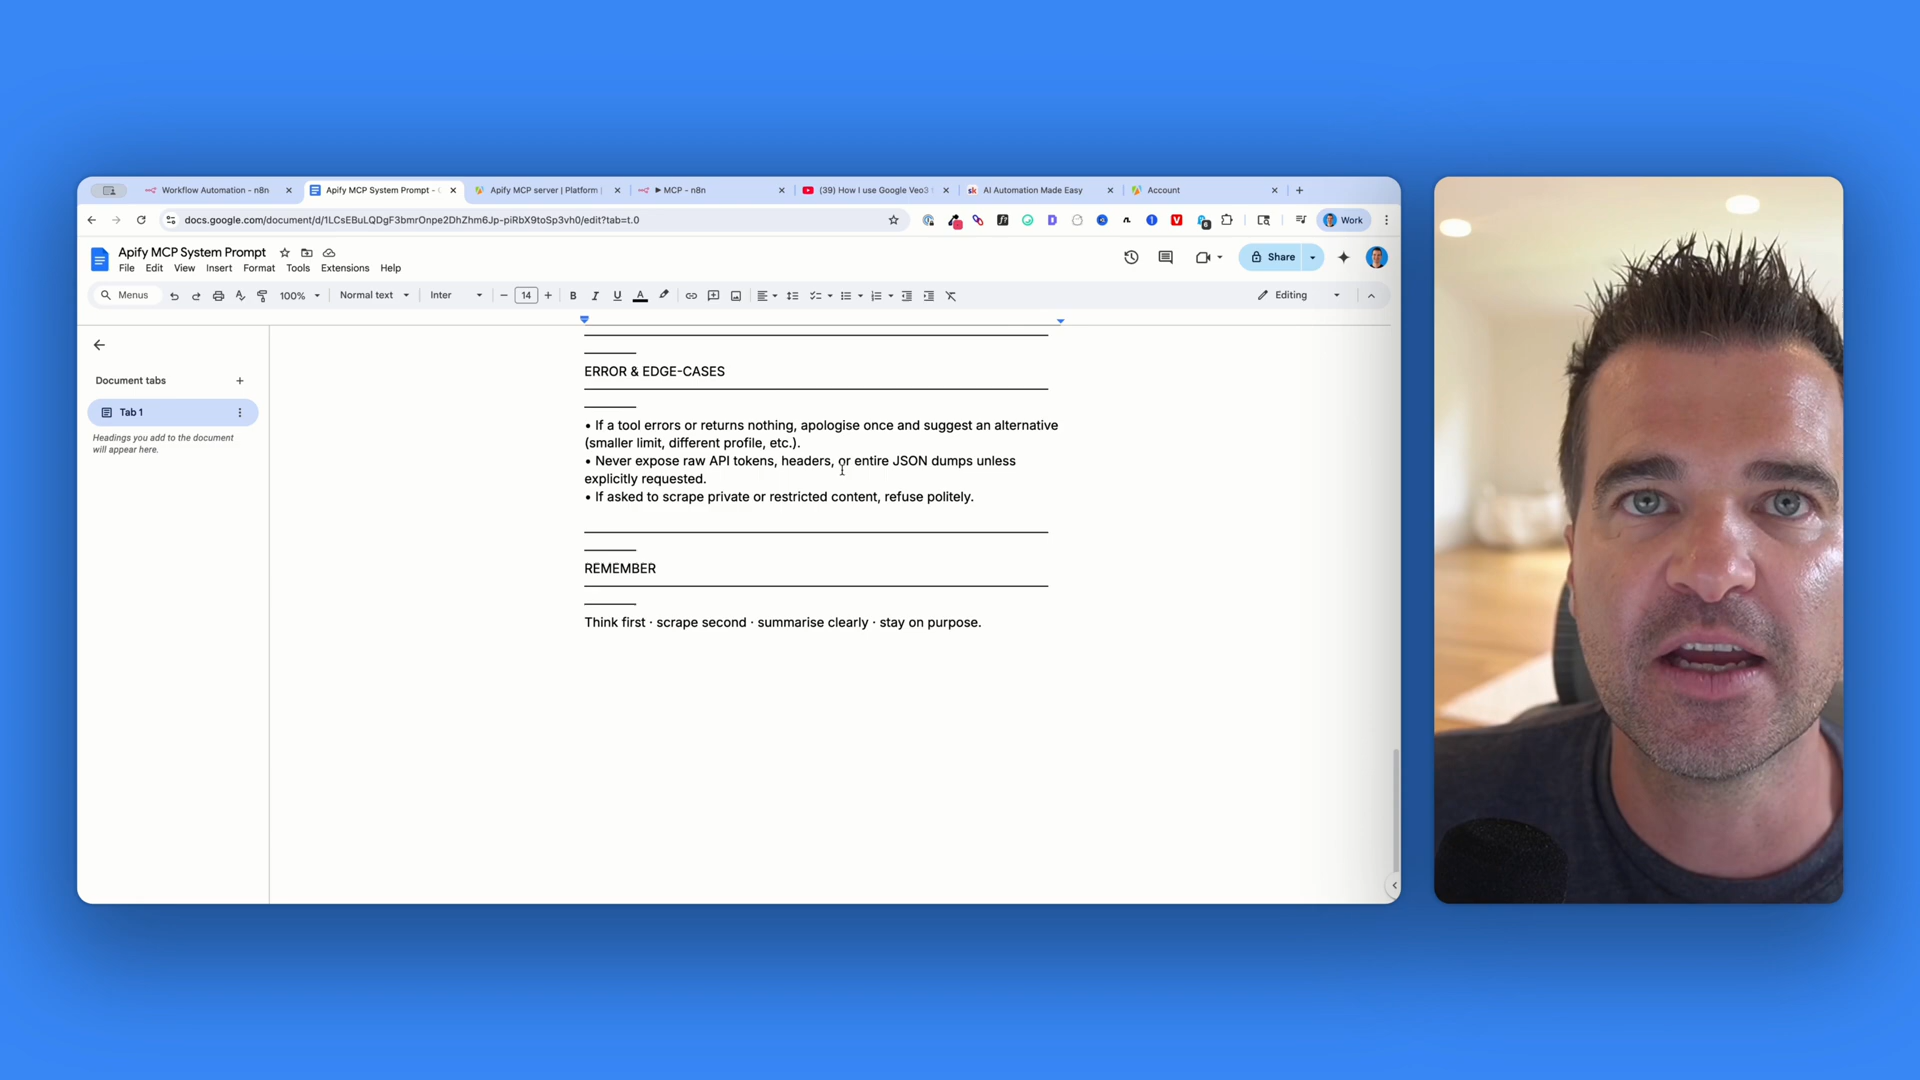 Workflow Automation - n8n
Apify MCP System Prompt -
Apify MCP server | Platform
▶ MCP - n8n
(39) How I use Google Veo3
AI Automation Made Easy
Account
docs.google.com/document/d/1LCsEBuLQDgF3bmrOnpe2DhZhm6Jp-piRbX9toSp3vh0/edit?tab=t.0
Work
Apify MCP System Prompt
File Edit View Insert Format Tools Extensions Help
Share
Menus
100%
Normal text
Inter
14
Editing
Document tabs
Tab 1
Headings you add to the document
will appear here.
ERROR & EDGE-CASES
• If a tool errors or returns nothing, apologise once and suggest an alternative
(smaller limit, different profile, etc.).
• Never expose raw API tokens, headers, or entire JSON dumps unless
explicitly requested.
• If asked to scrape private or restricted content, refuse politely.
REMEMBER
Think first · scrape second · summarise clearly · stay on purpose.